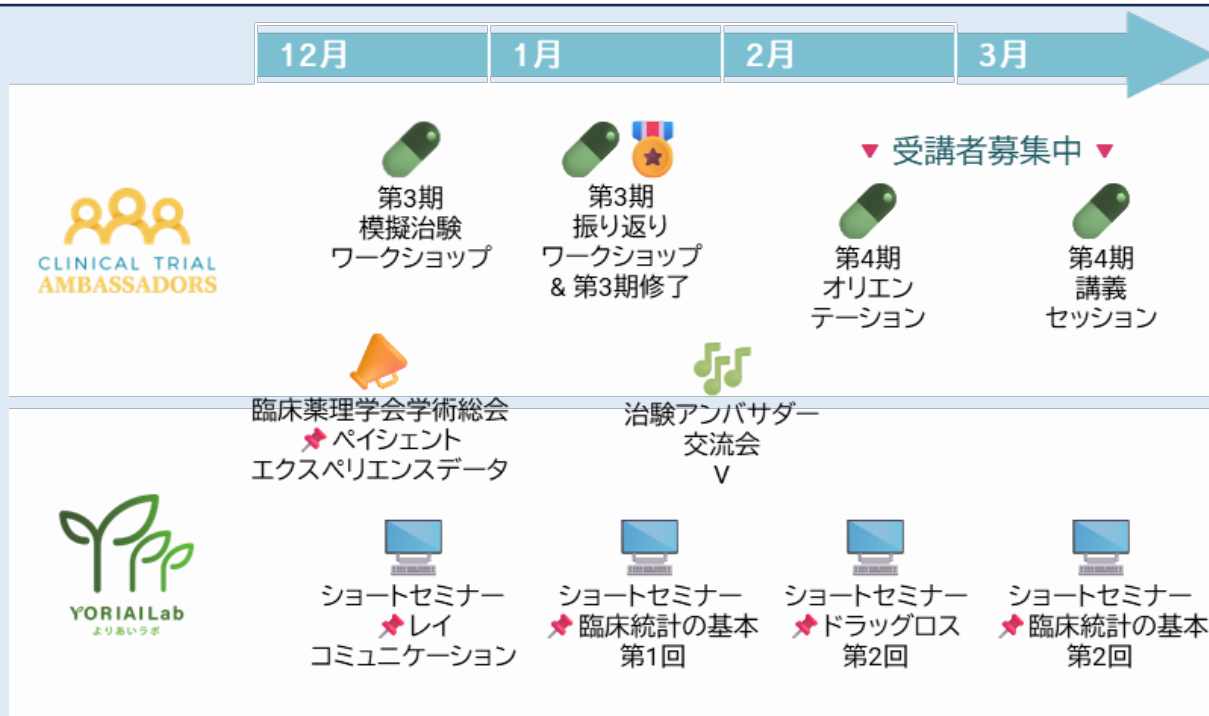 12月
1月
2月
3月
CLINICAL TRIAL
AMBASSADORS
第3期
模擬治験
ワークショップ
第3期
振り返り
ワークショップ
& 第3期修了
受講者募集中
第4期
オリエン
テーション
第4期
講義
セッション
臨床薬理学会学術総会
ペイシェント
エクスペリエンスデータ
治験アンバサダー
交流会
V
YORIAILab
よりあいラボ
ショートセミナー
レイ
コミュニケーション
ショートセミナー
臨床統計の基本
第1回
ショートセミナー
ドラッグロス
第2回
ショートセミナー
臨床統計の基本
第2回